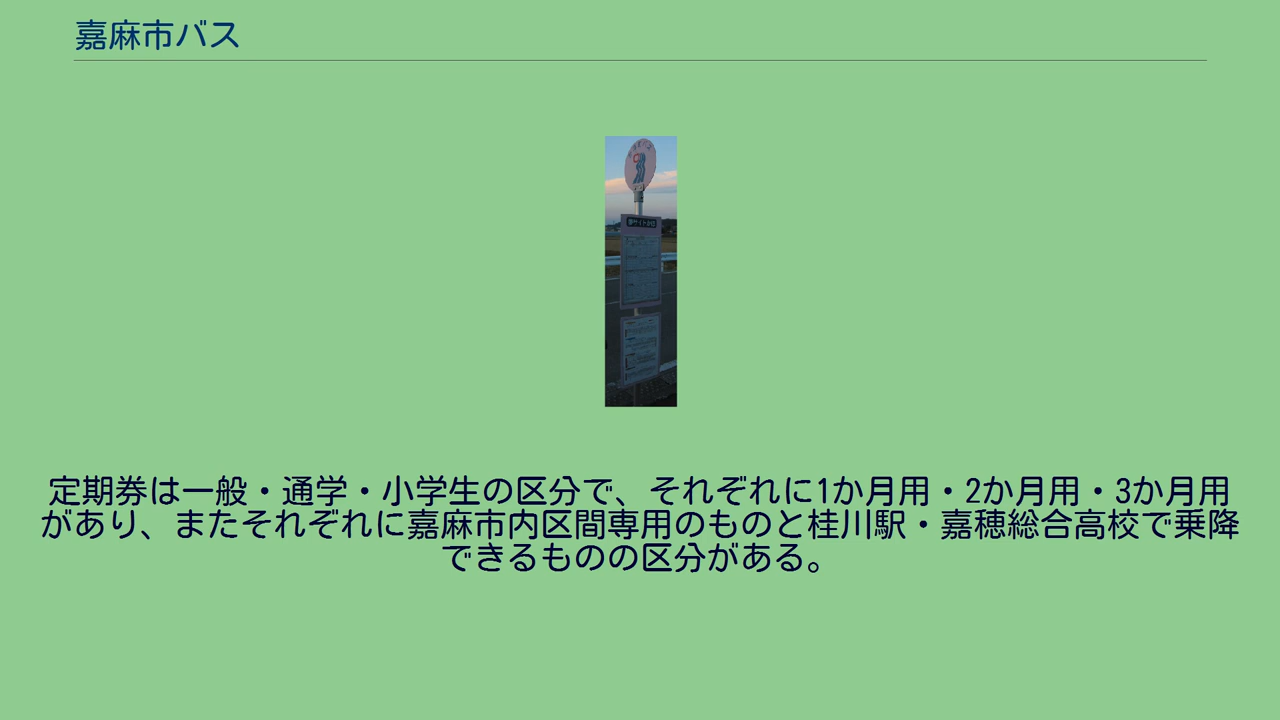 嘉麻市バス
定期券は一般・通学・小学生の区分で、それぞれに1か月用・2か月用・3か月用
があり、またそれぞれに嘉麻市内区間専用のものと桂川駅・嘉穂総合高校で乗降
できるものの区分がある。